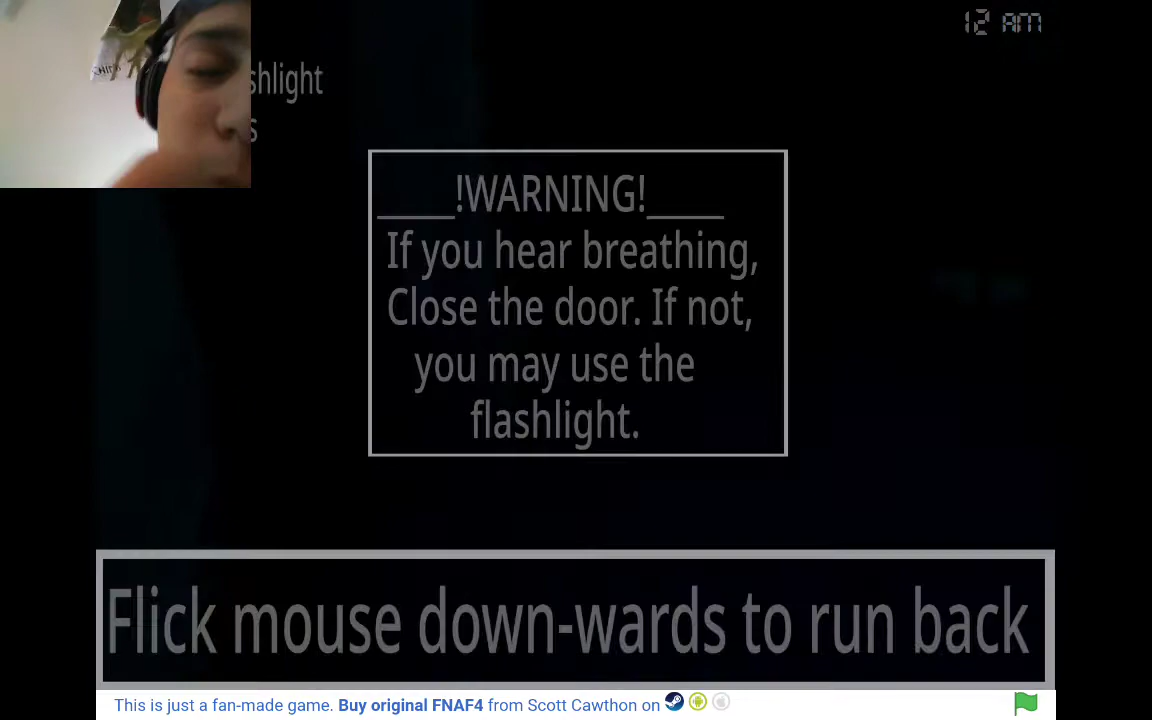 12 AM
shlight
s
____!WARNING!____
If you hear breathing,
Close the door. If not,
you may use the
flashlight.
Flick mouse down-wards to run back
This is just a fan-made game. Buy original FNAF4 from Scott Cawthon on